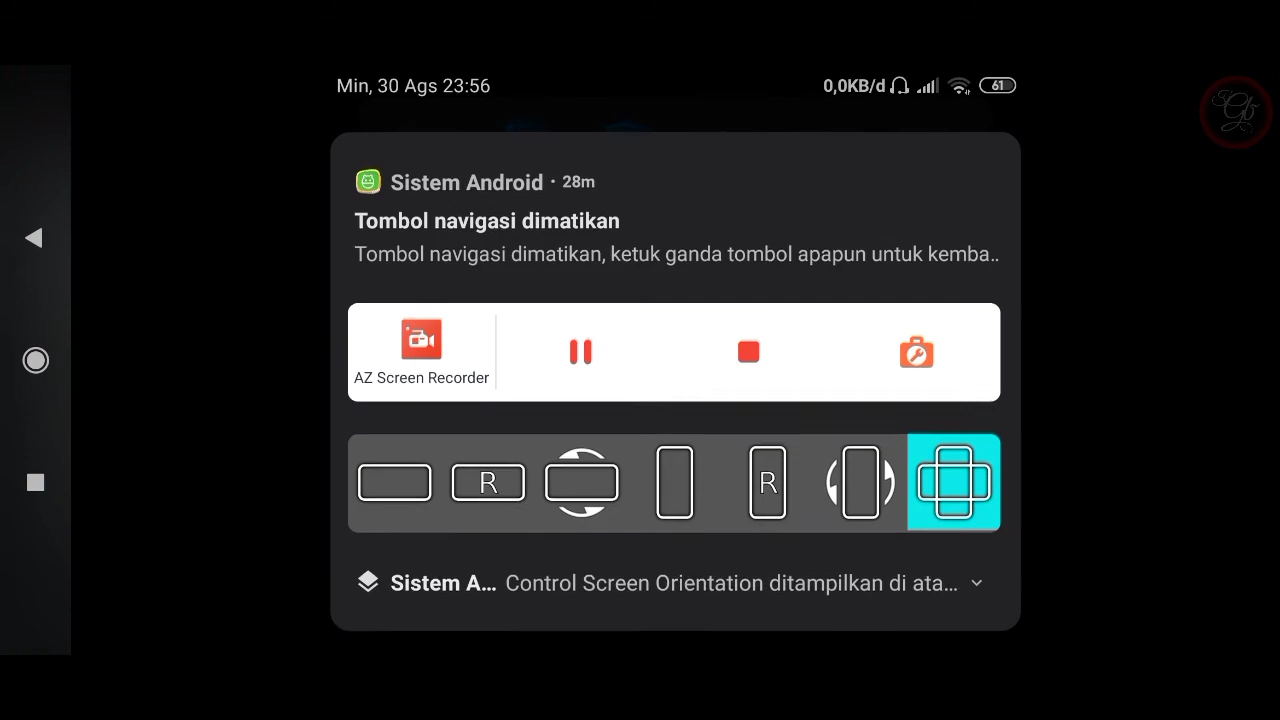 Min, 30 Ags 23:56
0,0KB/d
61
Sistem Android · 28m
Tombol navigasi dimatikan
Tombol navigasi dimatikan, ketuk ganda tombol apapun untuk kemba..
AZ Screen Recorder
R
R
Sistem A... Control Screen Orientation ditampilkan di ata...